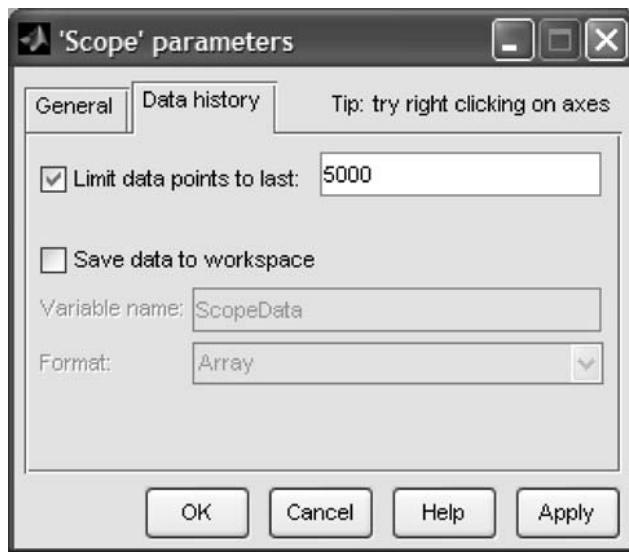 'Scope' parameters
General
Data history
Tip: try right clicking on axes
Limit data points to last: 5000
Save data to workspace
Variable name: ScopeData
Format: Array
OK Cancel Help Apply